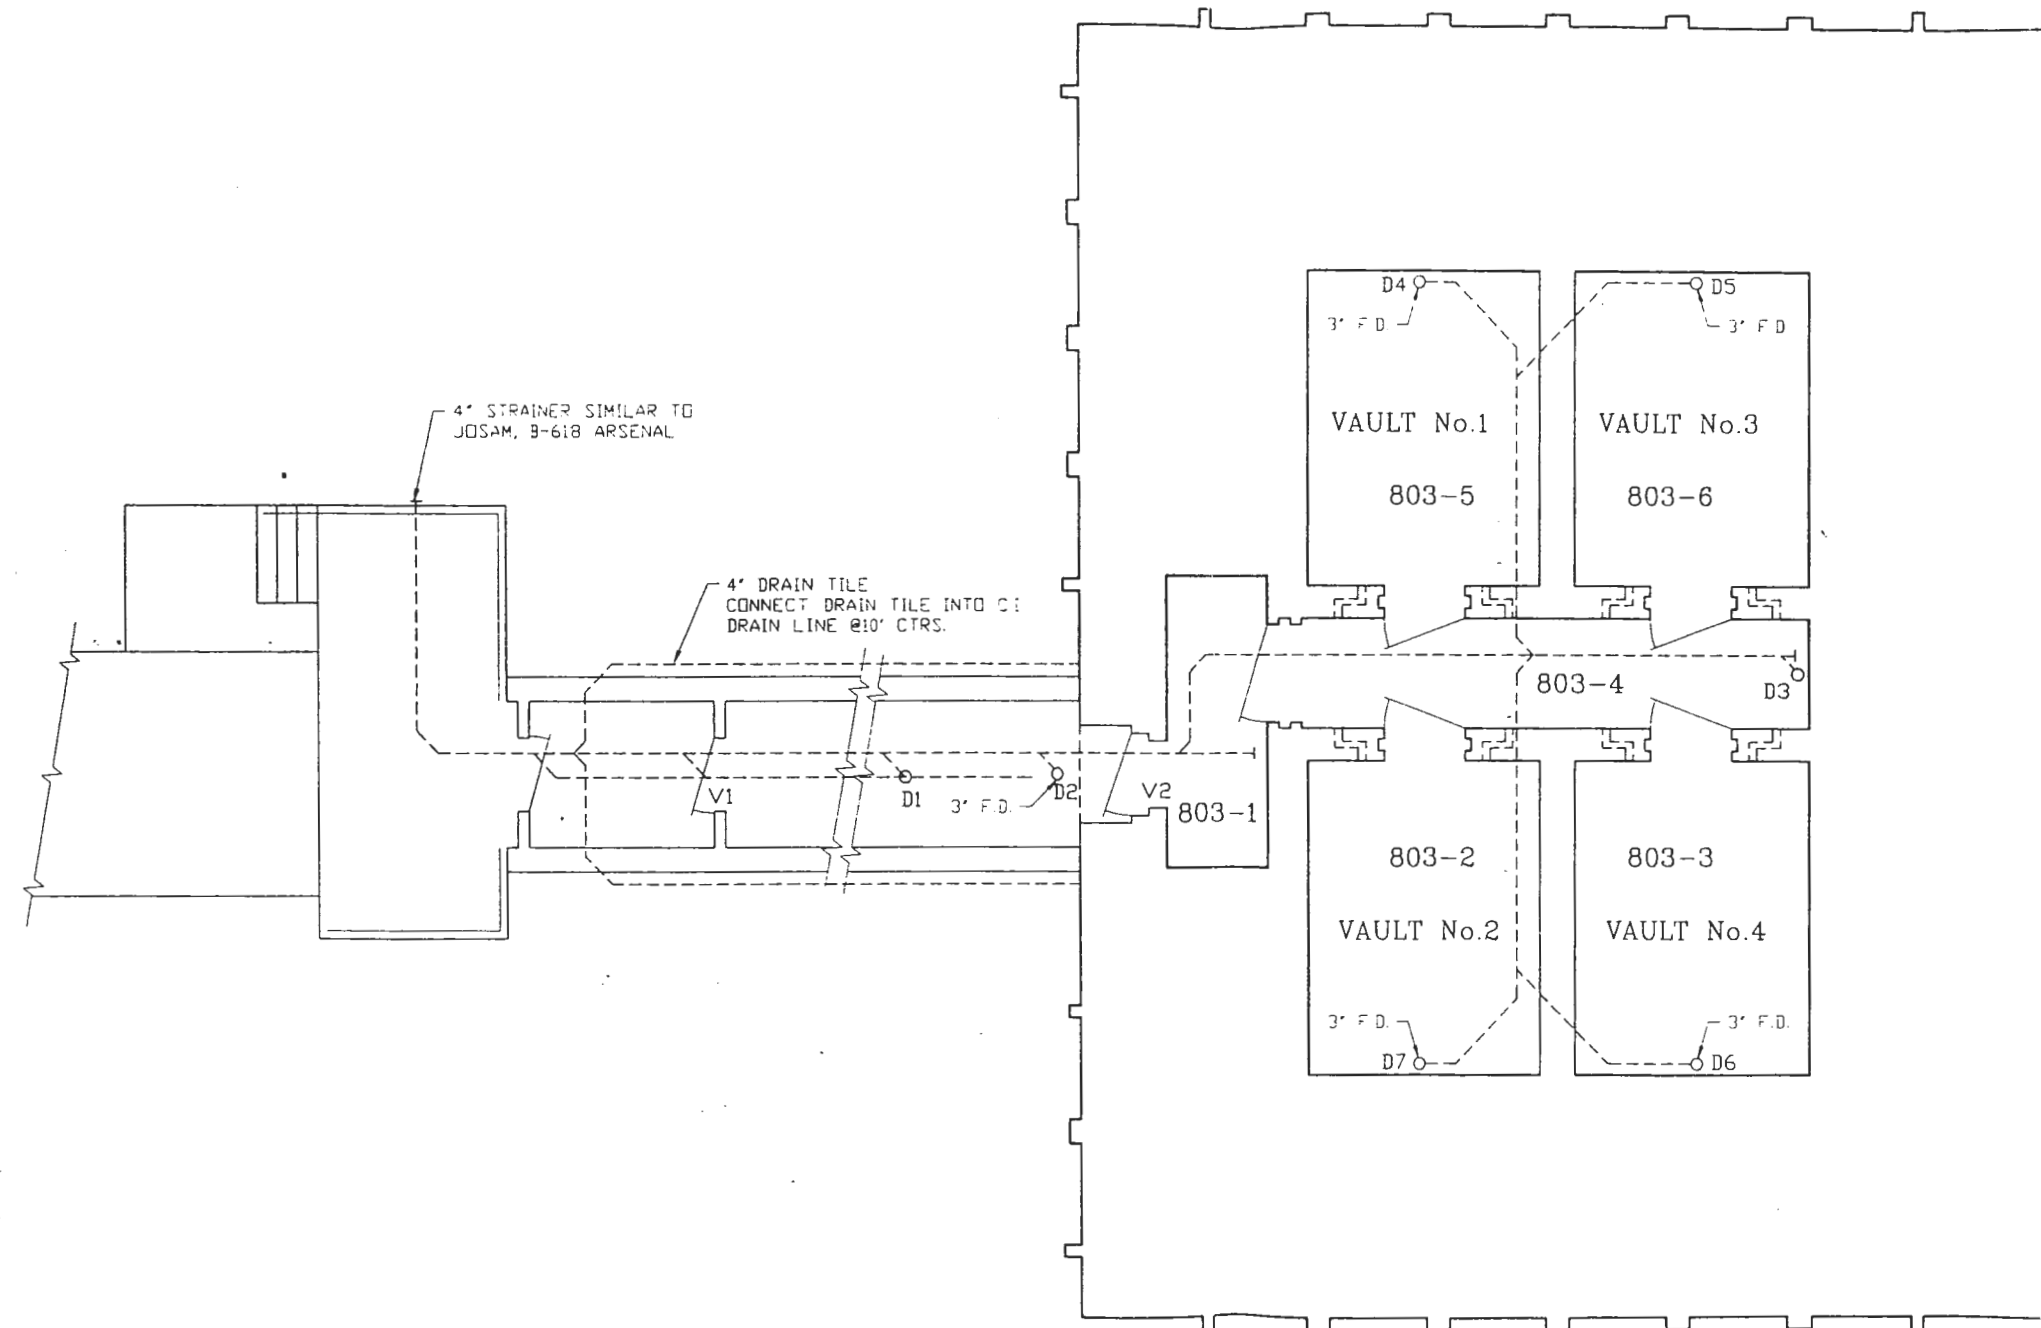 D4
D5
3" F.D.
3" F.D
4" STRAINER SIMILAR TO
JOSAM, B-618 ARSENAL
VAULT No.1
VAULT No.3
803-5
803-6
4" DRAIN TILE
CONNECT DRAIN TILE INTO C I
DRAIN LINE @10' CTRS.
803-4
D3
V1
D1
3" F.D.
D2
V2
803-1
803-2
803-3
VAULT No.2
VAULT No.4
3" F.D.
3" F.D.
D7
D6